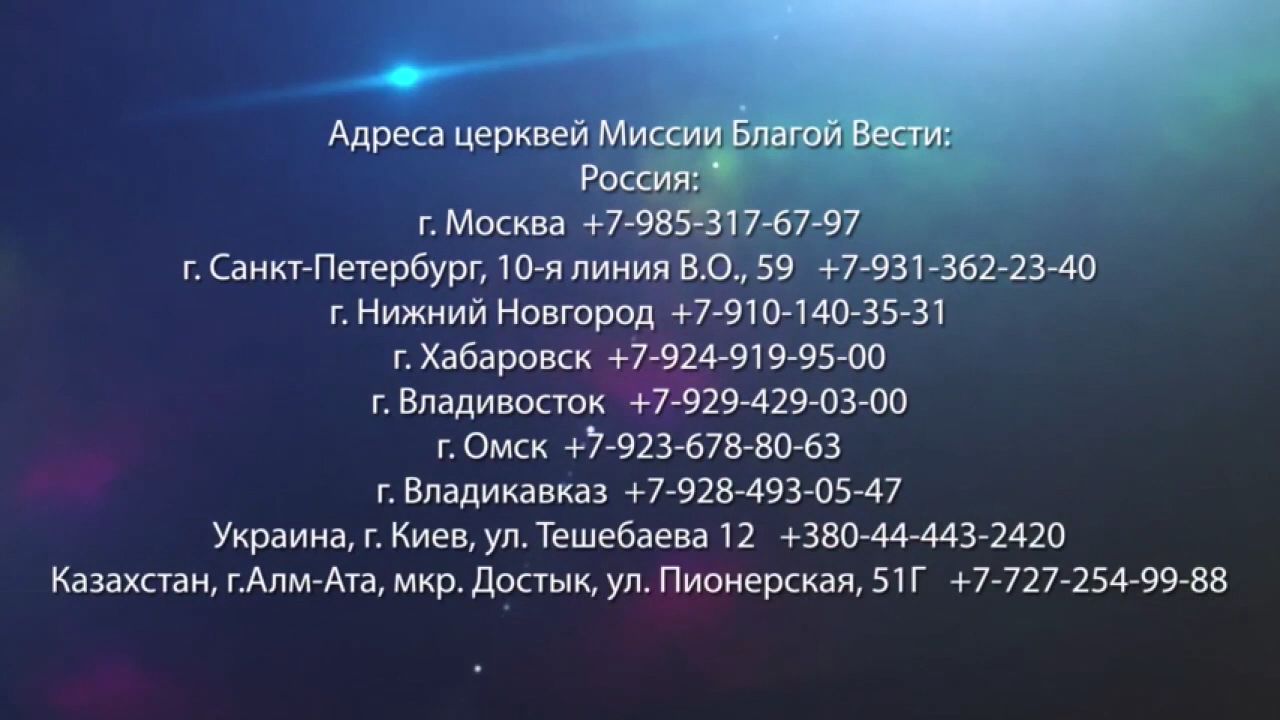 Адреса церквей Миссии Благой Вести:
Россия:
г. Москва +7-985-317-67-97
г. Санкт-Петербург, 10-я линия В.О., 59 +7-931-362-23-40
г. Нижний Новгород +7-910-140-35-31
г. Хабаровск +7-924-919-95-00
г. Владивосток +7-929-429-03-00
г. Омск +7-923-678-80-63
г. Владикавказ +7-928-493-05-47
Украина, г. Киев, ул. Тешебаева 12 +380-44-443-2420
Казахстан, г.Алм-Ата, мкр. Достык, ул. Пионерская, 51Г +7-727-254-99-88